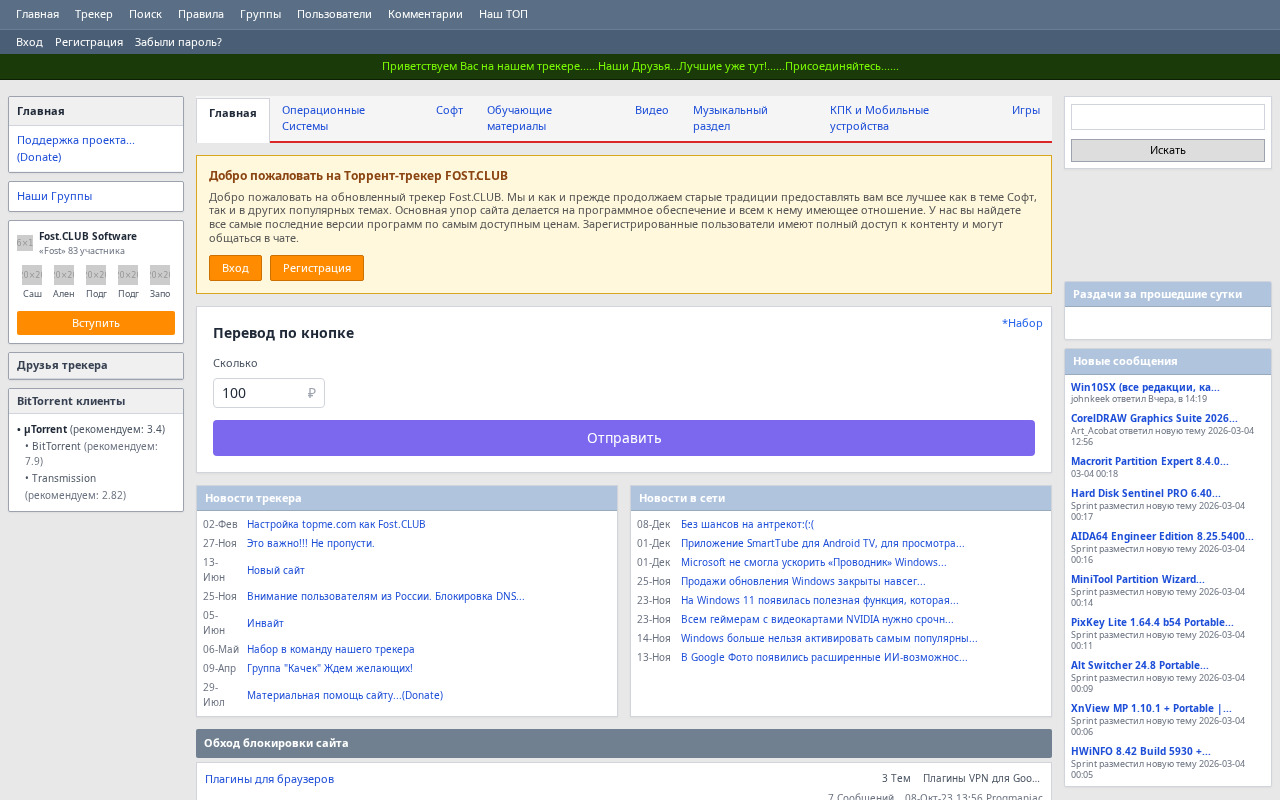 Главная Трекер Поиск Правила Группы Пользователи Комментарии Наш ТОП
Вход Регистрация Забыли пароль?
Приветствуем Вас на нашем трекере......Наши Друзья...Лучшие уже тут!......Присоединяйтесь......
Главная
Поддержка проекта...
(Donate)
Наши Группы
Fost.CLUB Software
«Fost» 83 участника
Саш Ален Подг Подг Запо
Вступить
Друзья трекера
BitTorrent клиенты
• µTorrent (рекомендуем: 3.4)
• BitTorrent (рекомендуем:
7.9)
• Transmission
(рекомендуем: 2.82)
Главная
Операционные
Системы
Софт
Обучающие
материалы
Видео
Музыкальный
раздел
КПК и Мобильные
устройства
Игры
Добро пожаловать на Торрент-трекер FOST.CLUB
Добро пожаловать на обновленный трекер Fost.CLUB. Мы и как и прежде продолжаем старые традиции предоставлять вам все лучшее как в теме Софт,
так и в других популярных темах. Основная упор сайта делается на программное обеспечение и всем к нему имеющее отношение. У нас вы найдете
все самые последние версии программ по самым доступным ценам. Зарегистрированные пользователи имеют полный доступ к контенту и могут
общаться в чате.
Вход Регистрация
*Набор
Перевод по кнопке
Сколько
100 ₽
Отправить
Новости трекера
02-Фев Настройка topme.com как Fost.CLUB
27-Ноя Это важно!!! Не пропусти.
13-
Июн
Новый сайт
25-Ноя Внимание пользователям из России. Блокировка DNS...
05-
Июн
Инвайт
06-Май Набор в команду нашего трекера
09-Апр Группа "Качек" Ждем желающих!
29-
Июл
Материальная помощь сайту...(Donate)
Новости в сети
08-Дек Без шансов на антрекот:(:(
01-Дек Приложение SmartTube для Android TV, для просмотра...
01-Дек Microsoft не смогла ускорить «Проводник» Windows...
25-Ноя Продажи обновления Windows закрыты навсег...
23-Ноя На Windows 11 появилась полезная функция, которая...
23-Ноя Всем геймерам с видеокартами NVIDIA нужно срочн...
14-Ноя Windows больше нельзя активировать самым популярны...
13-Ноя В Google Фото появились расширенные ИИ-возможнос...
Обход блокировки сайта
Плагины для браузеров
3 Тем Плагины VPN для Goo...
7 Сообщений 08-Окт-23 13:56 Progmaniac
Искать
Раздачи за прошедшие сутки
Новые сообщения
Win10SX (все редакции, ка...
johnkeek ответил Вчера, в 14:19
CorelDRAW Graphics Suite 2026...
Art_Acobat ответил новую тему 2026-03-04
12:56
Macrorit Partition Expert 8.4.0...
03-04 00:18
Hard Disk Sentinel PRO 6.40...
Sprint разместил новую тему 2026-03-04
00:17
AIDA64 Engineer Edition 8.25.5400...
Sprint разместил новую тему 2026-03-04
00:16
MiniTool Partition Wizard...
Sprint разместил новую тему 2026-03-04
00:14
PixKey Lite 1.64.4 b54 Portable...
Sprint разместил новую тему 2026-03-04
00:11
Alt Switcher 24.8 Portable...
Sprint разместил новую тему 2026-03-04
00:09
XnView MP 1.10.1 + Portable |...
Sprint разместил новую тему 2026-03-04
00:06
HWiNFO 8.42 Build 5930 +...
Sprint разместил новую тему 2026-03-04
00:05